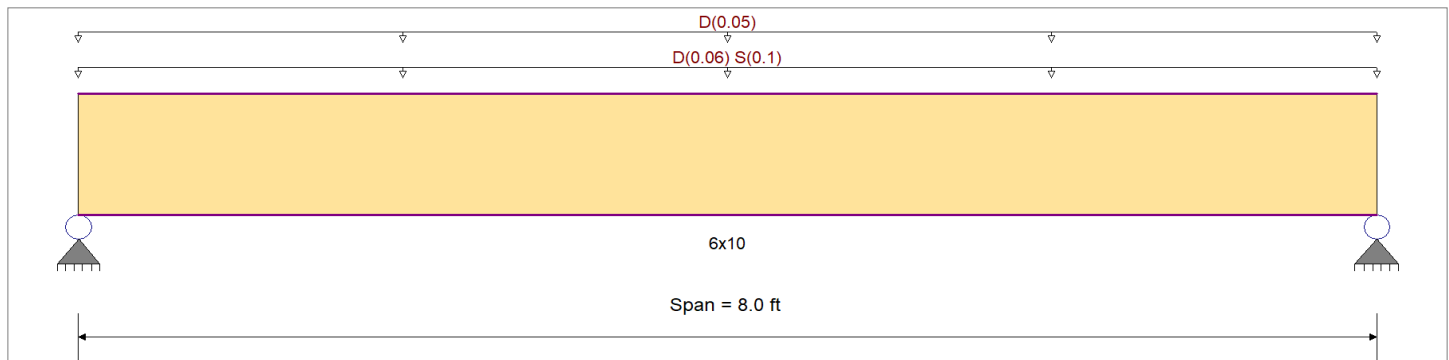 D(0.05)
D(0.06) S(0.1)
6x10
Span = 8.0 ft